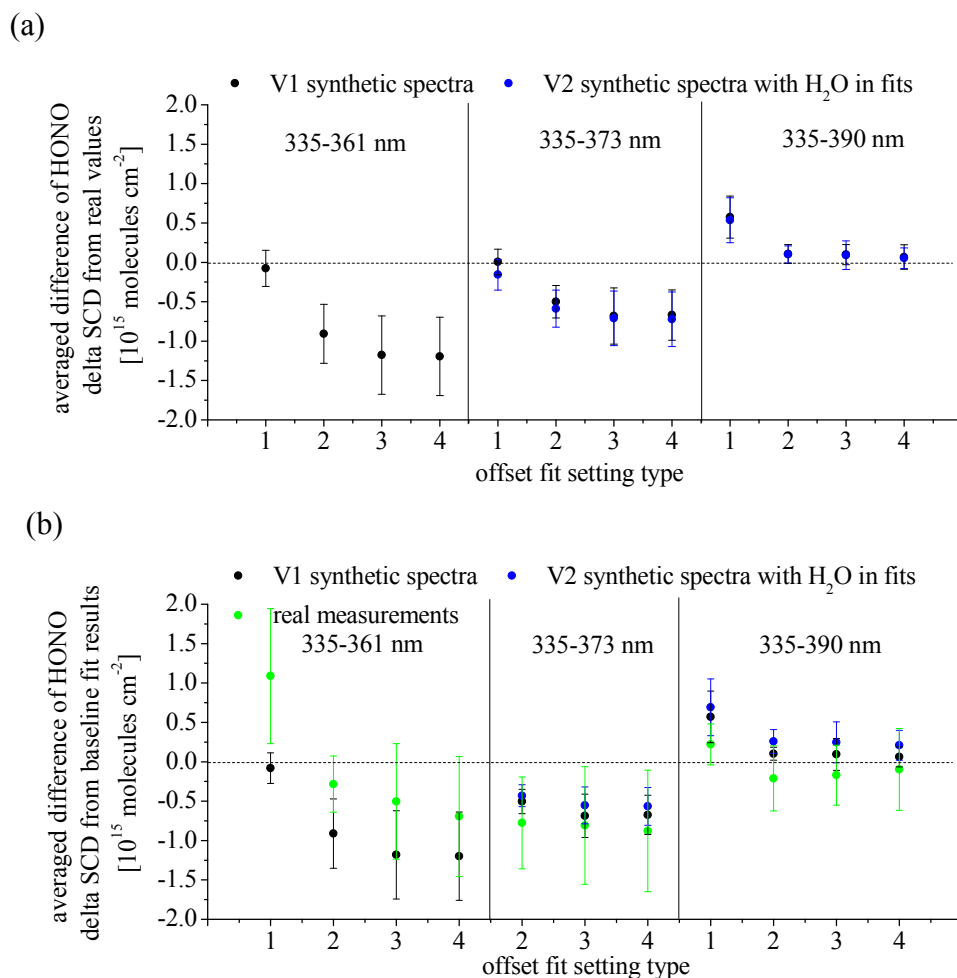 (a)
V1 synthetic spectra
V2 synthetic spectra with H2O in fits
averaged difference of HONO
delta SCD from real values
[10^15 molecules cm^-2]
2.0
1.5
1.0
0.5
0.0
-0.5
-1.0
-1.5
-2.0
335-361 nm
335-373 nm
335-390 nm
1 2 3 4 1 2 3 4 1 2 3 4
offset fit setting type
(b)
V1 synthetic spectra
V2 synthetic spectra with H2O in fits
real measurements
averaged difference of HONO
delta SCD from baseline fit results
[10^15 molecules cm^-2]
2.0
1.5
1.0
0.5
0.0
-0.5
-1.0
-1.5
-2.0
335-361 nm
335-373 nm
335-390 nm
1 2 3 4 2 3 4 1 2 3 4
offset fit setting type